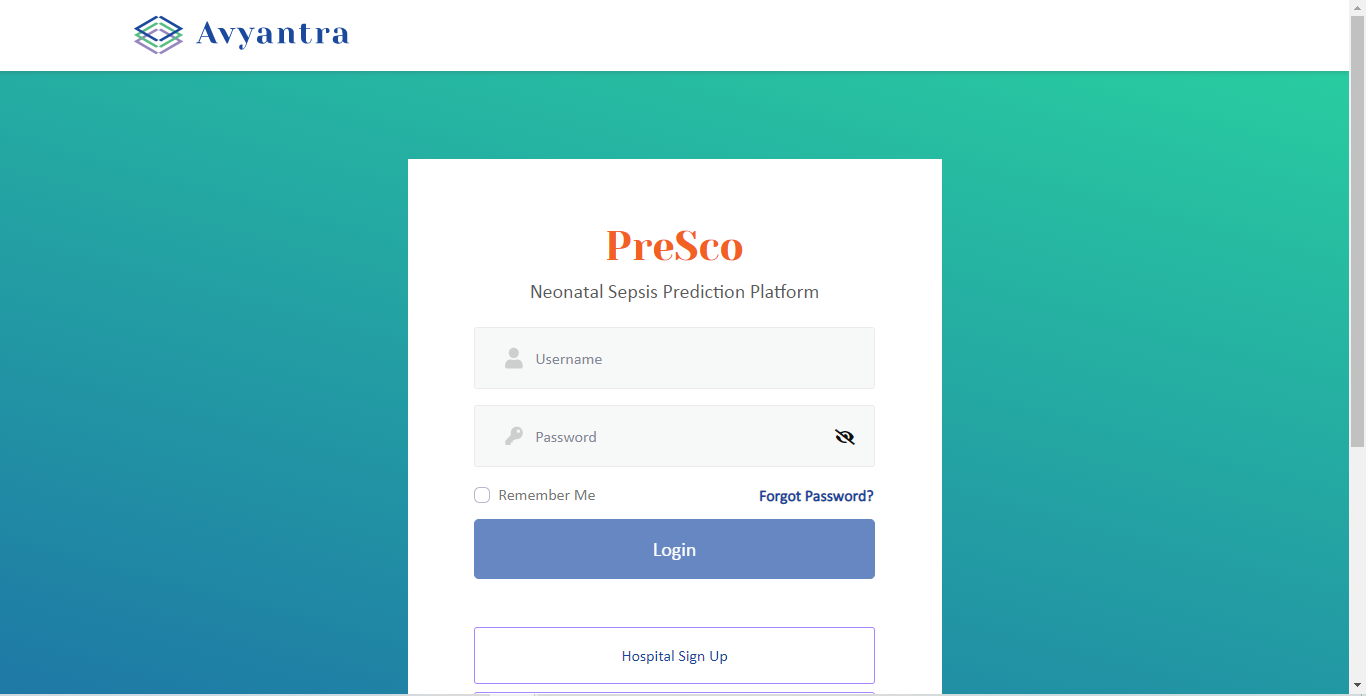 Avyantra
PreSco
Neonatal Sepsis Prediction Platform
Username
Password
Remember Me
Forgot Password?
Login
Hospital Sign Up